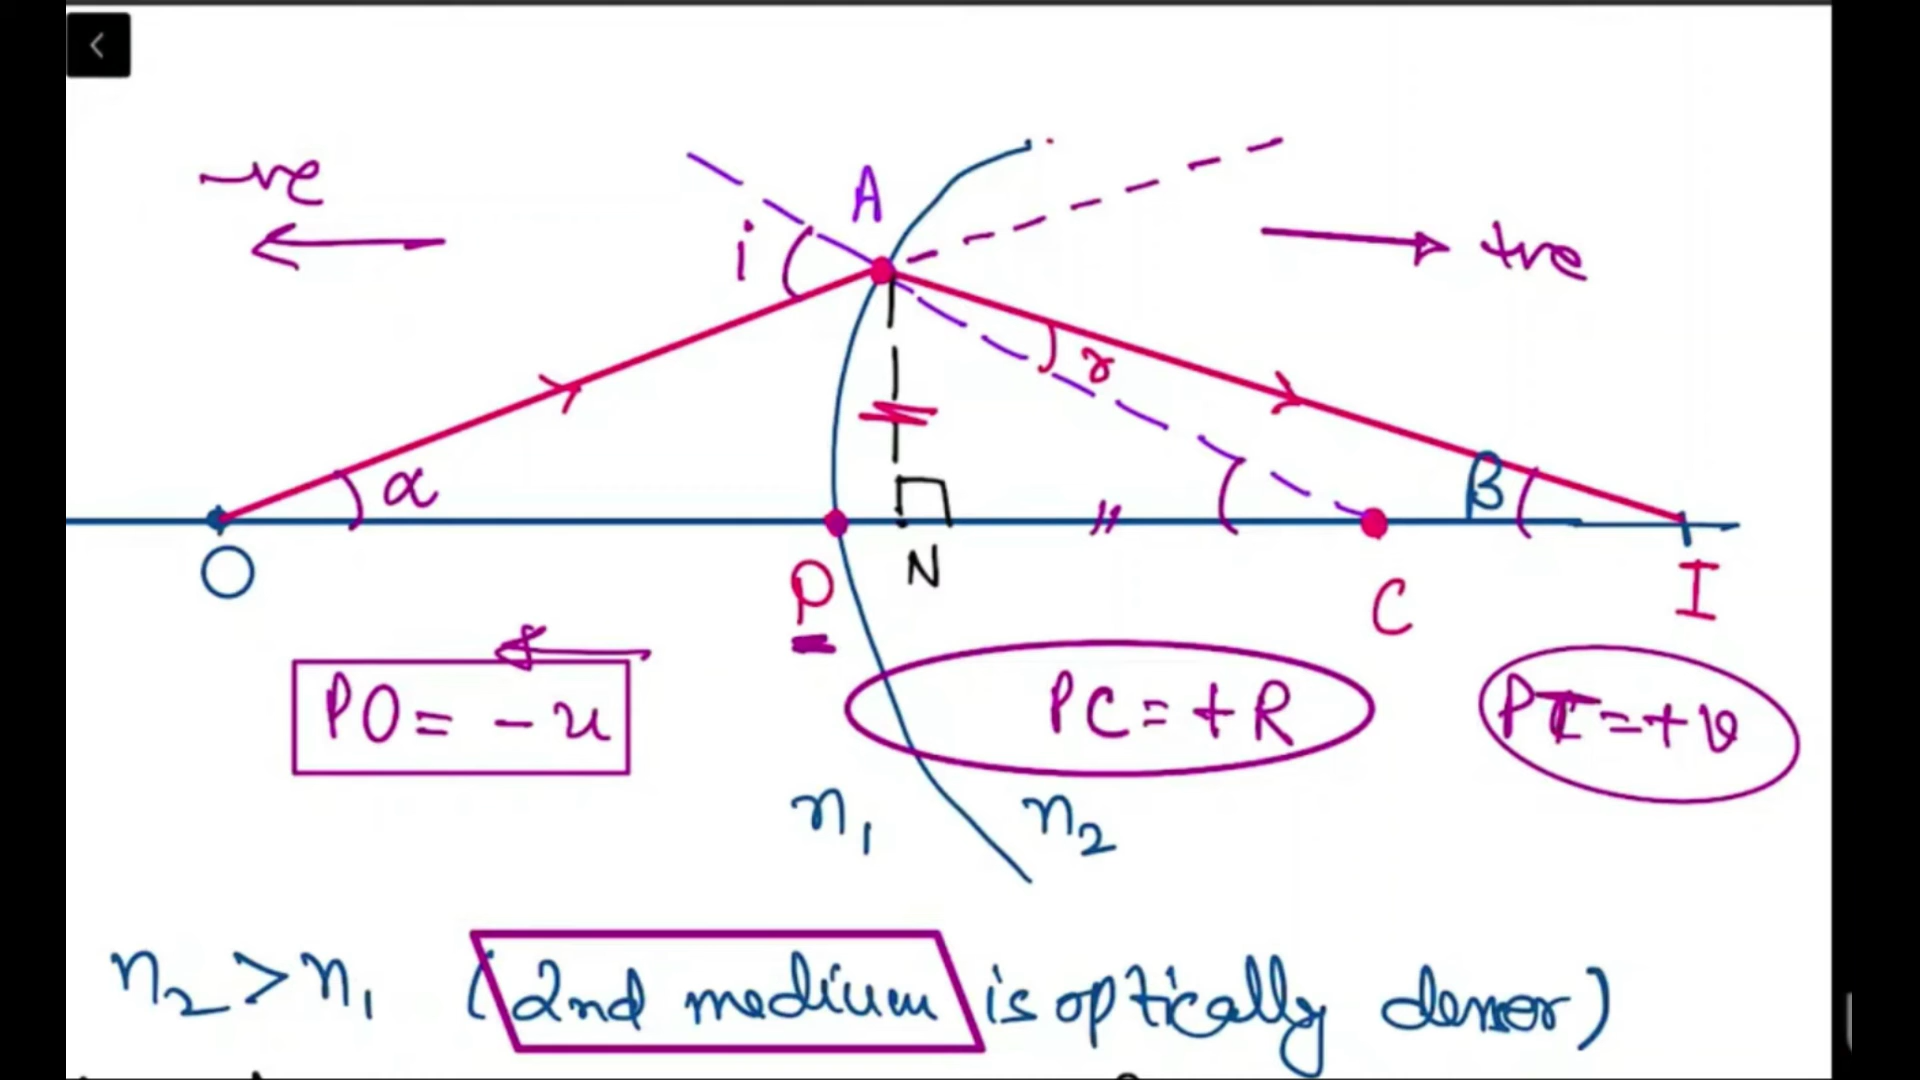 -ve
A
i
+ve
r
α
β
O
P
N
C
I
PO = -u
PC = +R
PI = +v
n₁
n₂
n₂ > n₁ (2nd medium is optically denser)